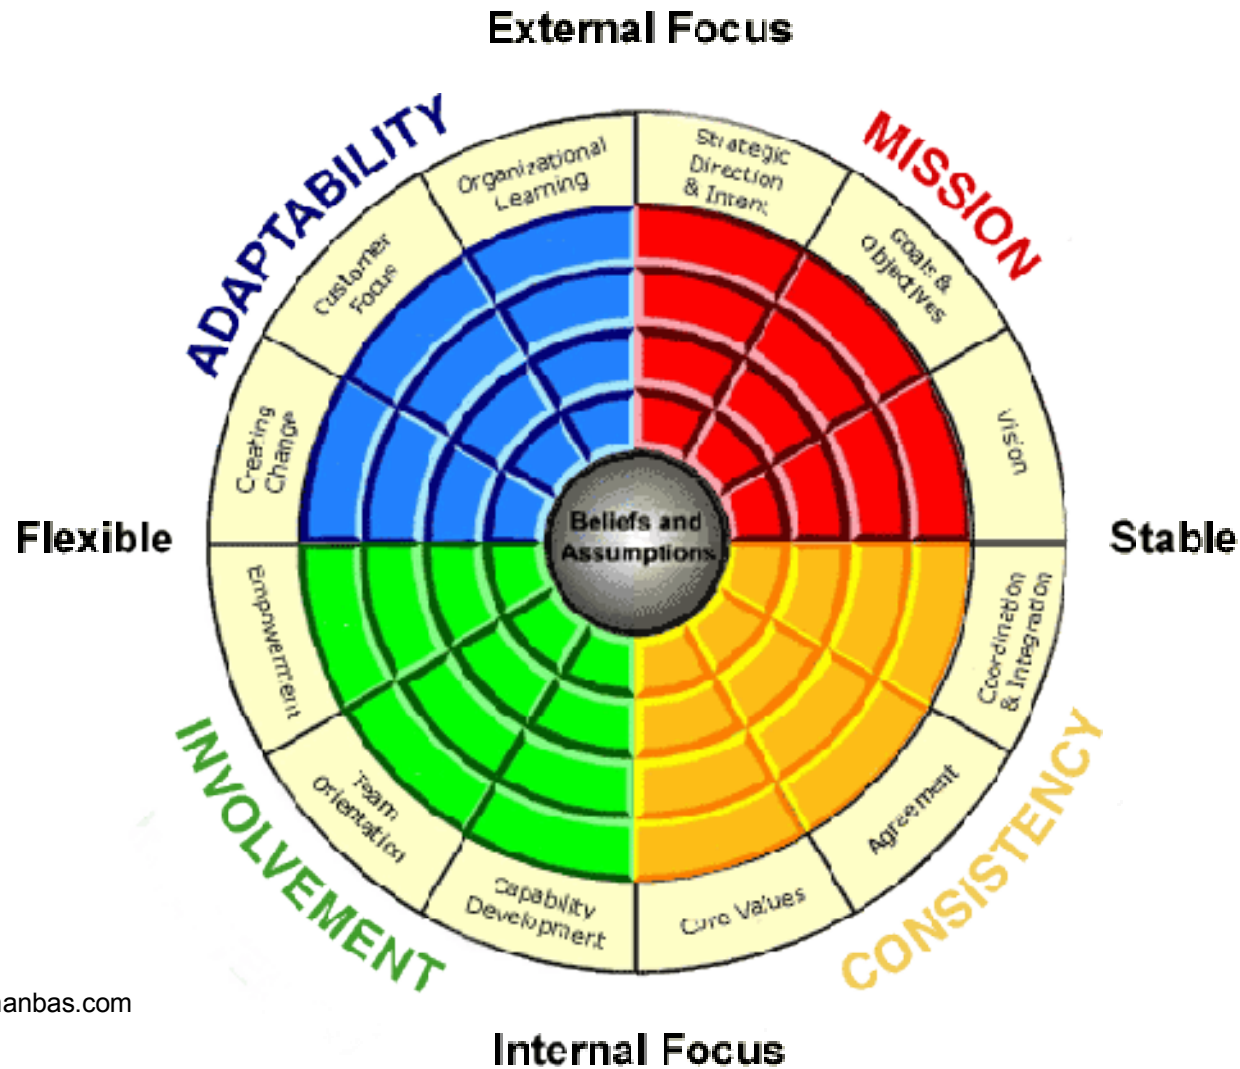 External Focus
ADAPTABILITY
MISSION
Organizational
Learning
Strategic
Direction
& Intent
Customer
Focus
Goals &
Objectives
Creating
Change
Vision
Flexible
Beliefs and
Assumptions
Stable
Empowerment
Coordination
& Integration
Team
Orientation
Agreement
Capability
Development
Core Values
INVOLVEMENT
CONSISTENCY
anbas.com
Internal Focus